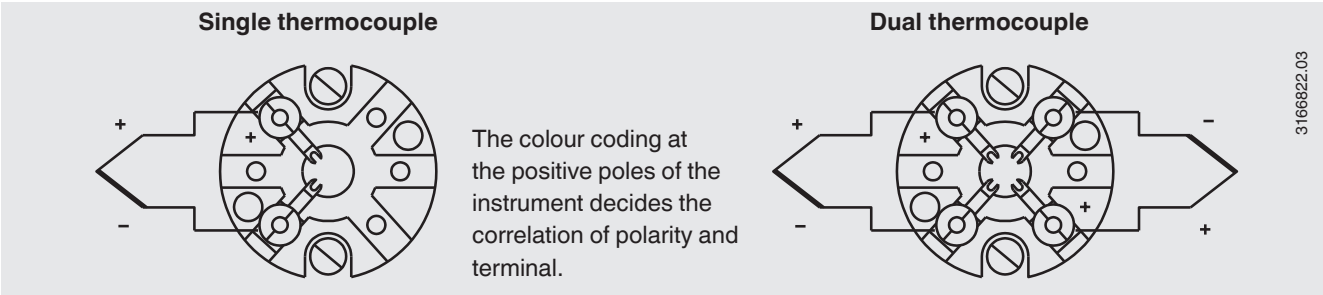 Single thermocouple
Dual thermocouple
+
+
−
The colour coding at
the positive poles of the
instrument decides the
correlation of polarity and
terminal.
+
+
−
−
+
+
3166822.03